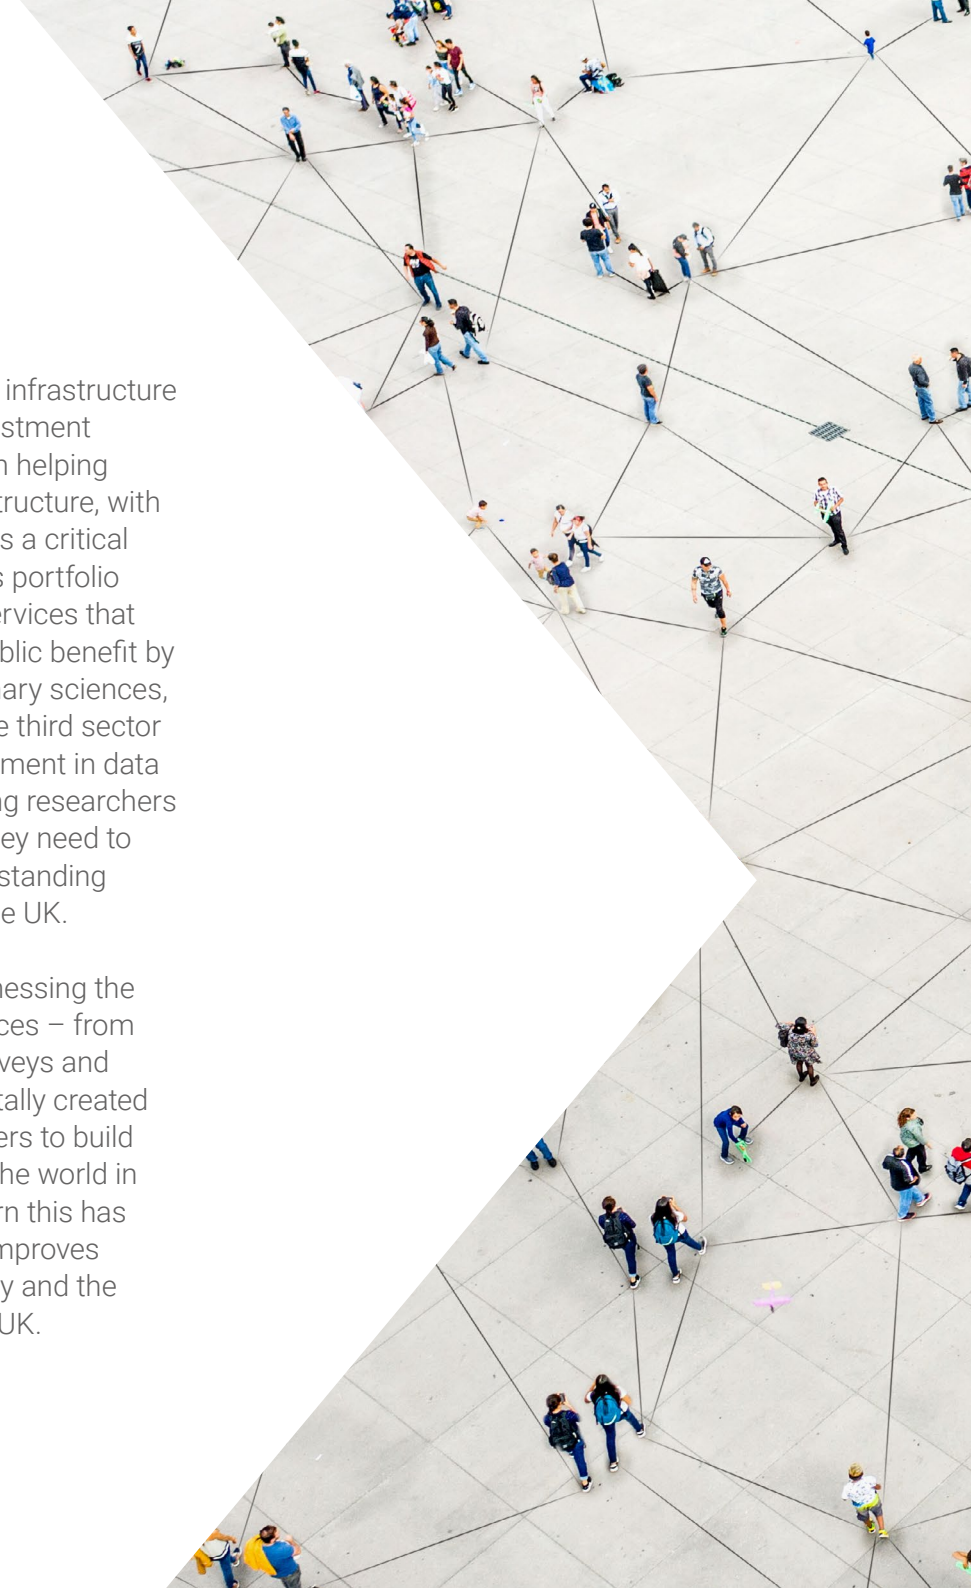 infrastructure
stment
helping
tructure, with
s a critical
s portfolio
ervices that
blic benefit by
ary sciences,
e third sector
ment in data
ng researchers
ey need to
standing
e UK.
nessing the
ces – from
veys and
tally created
ers to build
he world in
rn this has
mproves
y and the
UK.